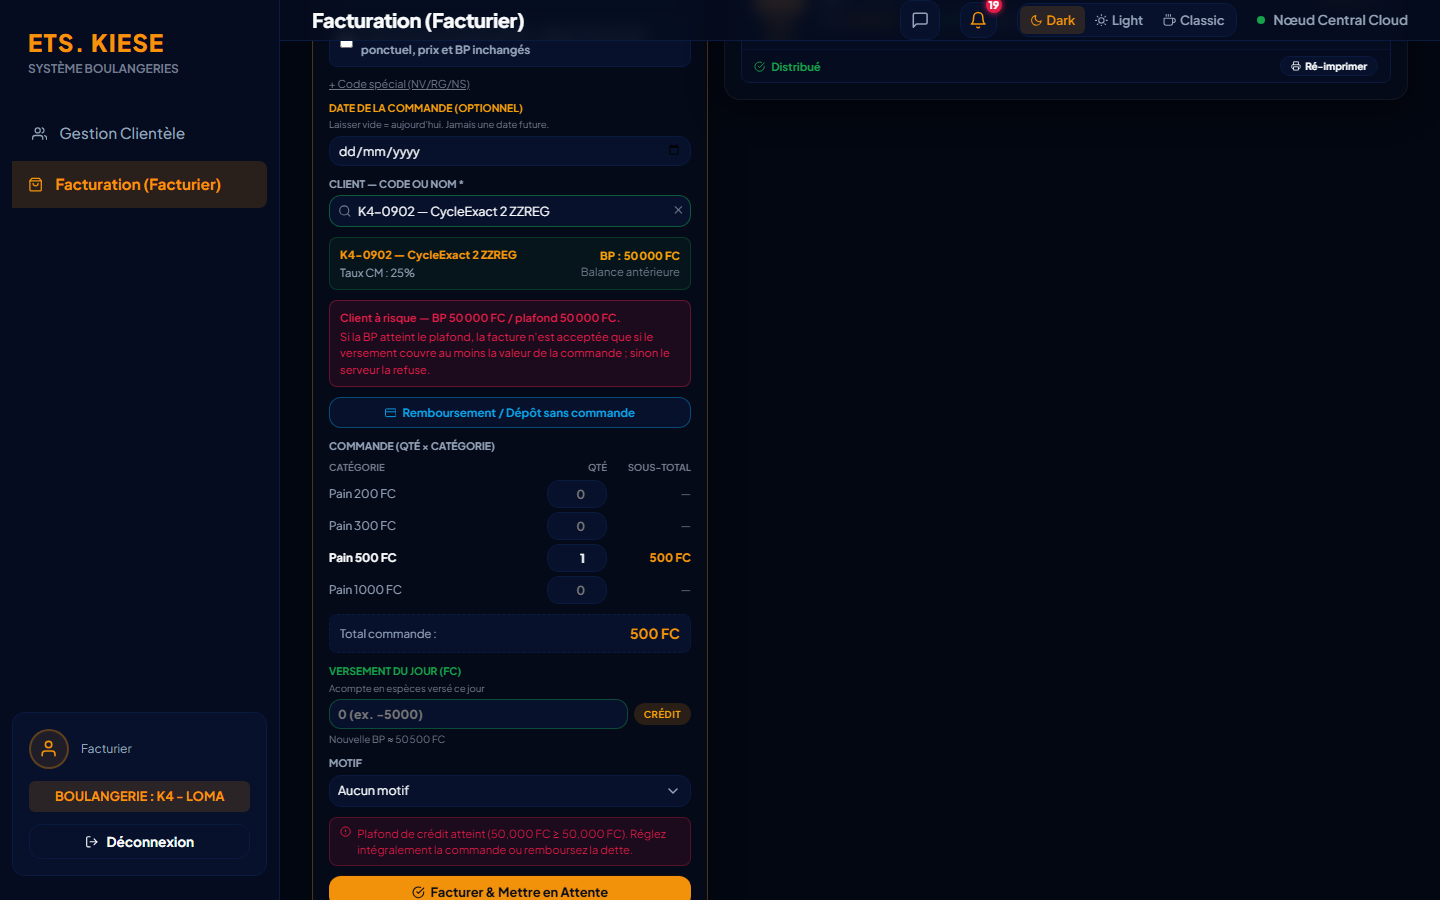 ETS. KIESE
SYSTÈME BOULANGERIES
Gestion Clientèle
Facturation (Facturier)
Facturier
BOULANGERIE : K4 - LOMA
Déconnexion
Facturation (Facturier)
19
Dark
Light
Classic
Nœud Central Cloud
ponctuel, prix et BP inchangés
+ Code spécial (NV/RG/NS)
DATE DE LA COMMANDE (OPTIONNEL)
Laisser vide = aujourd'hui. Jamais une date future.
dd/mm/yyyy
CLIENT — CODE OU NOM *
K4-0902 — CycleExact 2 ZZREG
K4-0902 — CycleExact 2 ZZREG
BP : 50 000 FC
Taux CM : 25%
Balance antérieure
Client à risque — BP 50 000 FC / plafond 50 000 FC.
Si la BP atteint le plafond, la facture n'est acceptée que si le
versement couvre au moins la valeur de la commande ; sinon le
serveur la refuse.
Remboursement / Dépôt sans commande
COMMANDE (QTÉ × CATÉGORIE)
CATÉGORIE QTÉ SOUS-TOTAL
Pain 200 FC 0 —
Pain 300 FC 0 —
Pain 500 FC 1 500 FC
Pain 1000 FC 0 —
Total commande : 500 FC
VERSEMENT DU JOUR (FC)
Acompte en espèces versé ce jour
0 (ex. -5000)
CRÉDIT
Nouvelle BP ≈ 50 500 FC
MOTIF
Aucun motif
Plafond de crédit atteint (50,000 FC ≥ 50,000 FC). Réglez
intégralement la commande ou remboursez la dette.
Facturer & Mettre en Attente
Distribué
Ré-imprimer